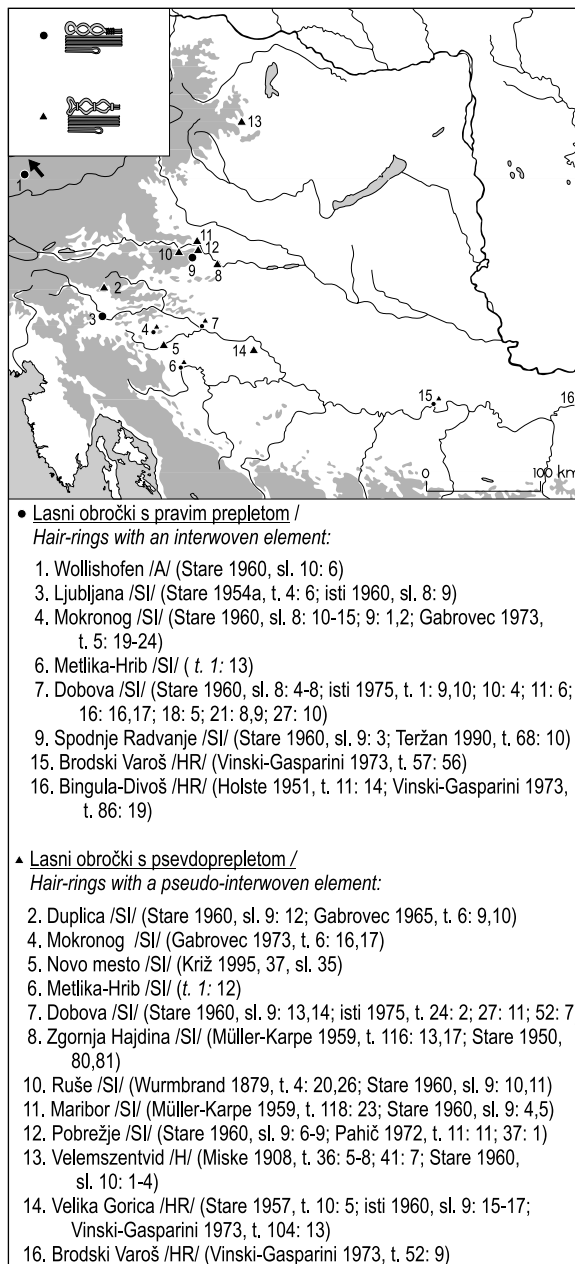 13
1
11
12
10
9
8
2
3
4
7
5
14
6
15
16
0 100 km
● Lasni obročki s pravim prepletom /
Hair-rings with an interwoven element:
1. Wollishofen /A/ (Stare 1960, sl. 10: 6)
3. Ljubljana /SI/ (Stare 1954a, t. 4: 6; isti 1960, sl. 8: 9)
4. Mokronog /SI/ (Stare 1960, sl. 8: 10-15; 9: 1,2; Gabrovec 1973,
t. 5: 19-24)
6. Metlika-Hrib /SI/ ( t. 1: 13)
7. Dobova /SI/ (Stare 1960, sl. 8: 4-8; isti 1975, t. 1: 9,10; 10: 4; 11: 6;
16: 16,17; 18: 5; 21: 8,9; 27: 10)
9. Spodnje Radvanje /SI/ (Stare 1960, sl. 9: 3; Teržan 1990, t. 68: 10)
15. Brodski Varoš /HR/ (Vinski-Gasparini 1973, t. 57: 56)
16. Bingula-Divoš /HR/ (Holste 1951, t. 11: 14; Vinski-Gasparini 1973,
t. 86: 19)
▲ Lasni obročki s psevdoprepletom /
Hair-rings with a pseudo-interwoven element:
2. Duplica /SI/ (Stare 1960, sl. 9: 12; Gabrovec 1965, t. 6: 9,10)
4. Mokronog /SI/ (Gabrovec 1973, t. 6: 16,17)
5. Novo mesto /SI/ (Križ 1995, 37, sl. 35)
6. Metlika-Hrib /SI/ (t. 1: 12)
7. Dobova /SI/ (Stare 1960, sl. 9: 13,14; isti 1975, t. 24: 2; 27: 11; 52: 7
8. Zgornja Hajdina /SI/ (Müller-Karpe 1959, t. 116: 13,17; Stare 1950,
80,81)
10. Ruše /SI/ (Wurmbrand 1879, t. 4: 20,26; Stare 1960, sl. 9: 10,11)
11. Maribor /SI/ (Müller-Karpe 1959, t. 118: 23; Stare 1960, sl. 9: 4,5)
12. Pobrežje /SI/ (Stare 1960, sl. 9: 6-9; Pahič 1972, t. 11: 11; 37: 1)
13. Velemszentvid /H/ (Miske 1908, t. 36: 5-8; 41: 7; Stare 1960,
sl. 10: 1-4)
14. Velika Gorica /HR/ (Stare 1957, t. 10: 5; isti 1960, sl. 9: 15-17;
Vinski-Gasparini 1973, t. 104: 13)
16. Brodski Varoš /HR/ (Vinski-Gasparini 1973, t. 52: 9)